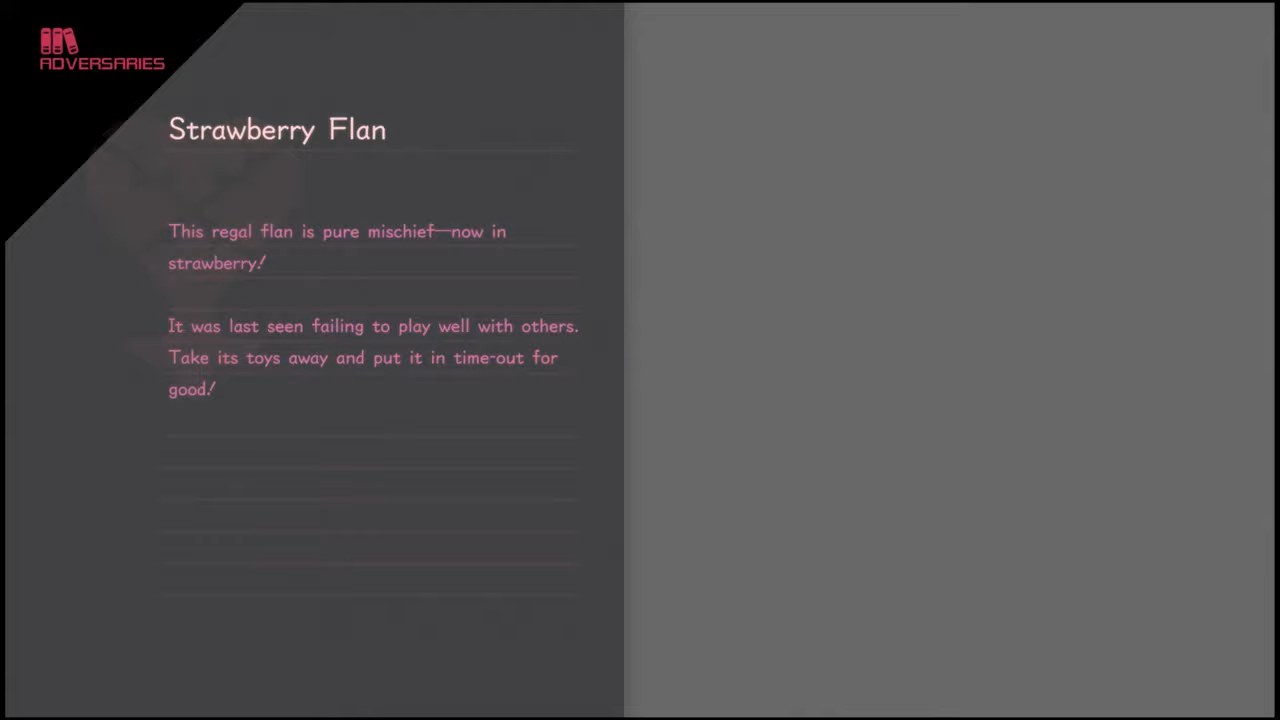 ADVERSARIES
Strawberry Flan
This regal flan is pure mischief—now in
strawberry!
It was last seen failing to play well with others.
Take its toys away and put it in time-out for
good!